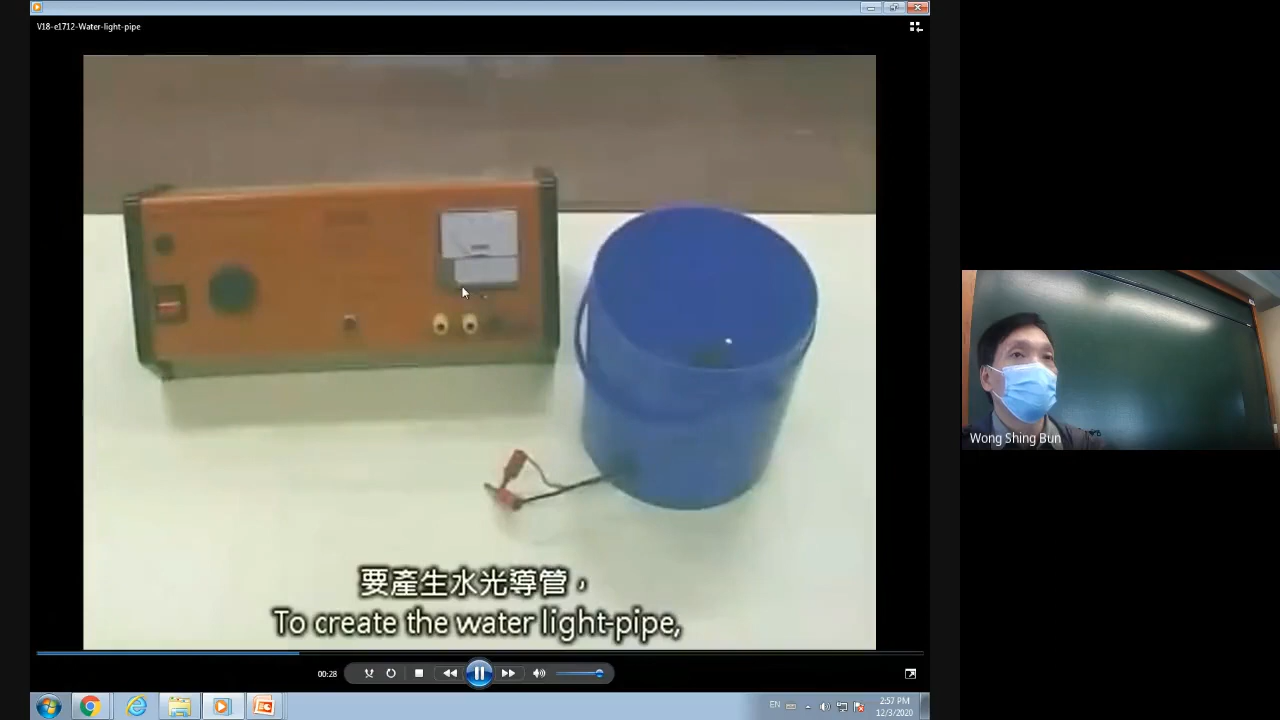 V18-e1712-Water-light-pipe
要產生水光導管，
To create the water light-pipe,
Wong Shing Bun
00:28
EN
2:57 PM
12/3/2020